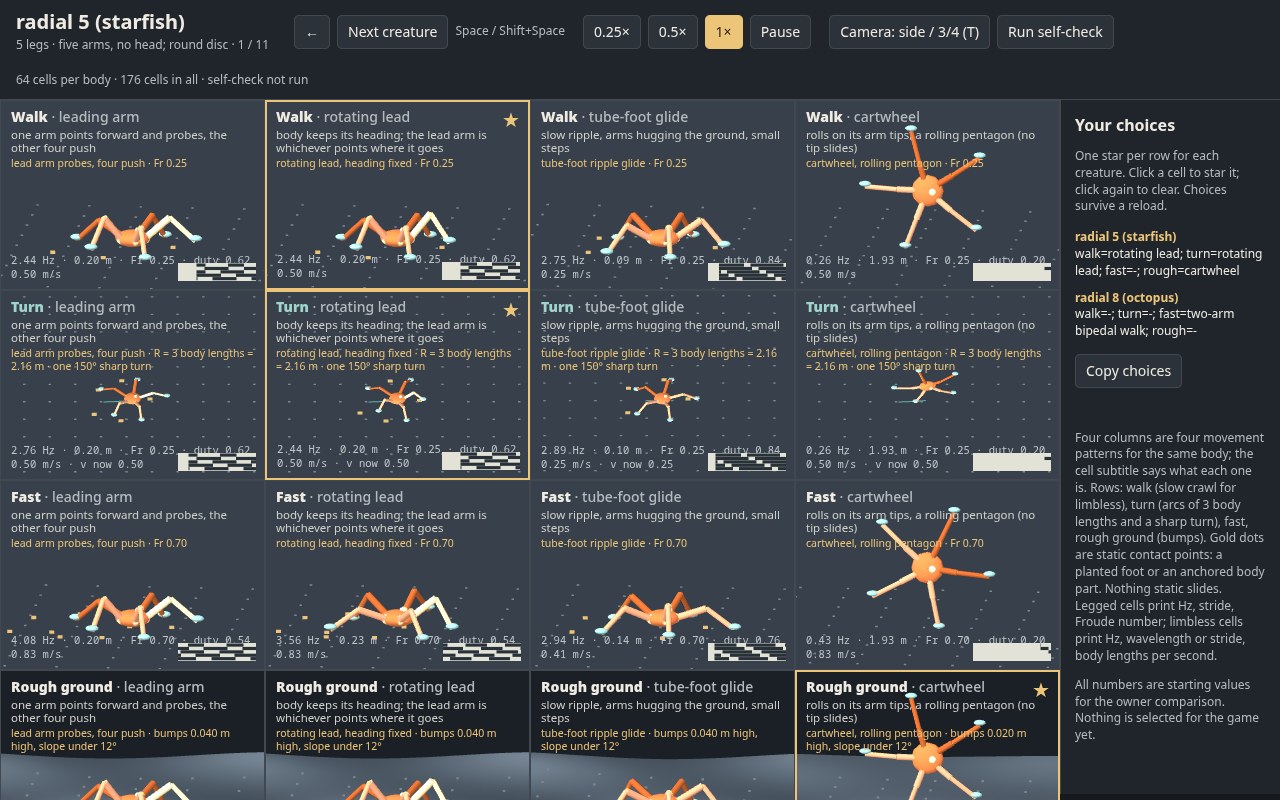 radial 5 (starfish)
5 legs · five arms, no head; round disc · 1 / 11
←
Next creature
Space / Shift+Space
0.25×
0.5×
1×
Pause
Camera: side / 3/4 (T)
Run self-check
64 cells per body · 176 cells in all · self-check not run
Walk · leading arm
one arm points forward and probes, the
other four push
lead arm probes, four push · Fr 0.25
2.44 Hz · 0.20 m · Fr 0.25 · duty 0.62
0.50 m/s
Walk · rotating lead
body keeps its heading; the lead arm is
whichever points where it goes
rotating lead, heading fixed · Fr 0.25
2.44 Hz · 0.20 m · Fr 0.25 · duty 0.62
0.50 m/s
Walk · tube-foot glide
slow ripple, arms hugging the ground, small
steps
tube-foot ripple glide · Fr 0.25
2.75 Hz · 0.09 m · Fr 0.25 · duty 0.84
0.25 m/s
Walk · cartwheel
rolls on its arm tips, a rolling pentagon (no
tip slides)
cartwheel, rolling pentagon · Fr 0.25
0.26 Hz · 1.93 m · Fr 0.25 · duty 0.20
0.50 m/s
Turn · leading arm
one arm points forward and probes, the
other four push
lead arm probes, four push · R = 3 body lengths =
2.16 m · one 150° sharp turn
2.76 Hz · 0.20 m · Fr 0.25 · duty 0.62
0.50 m/s · v now 0.50
Turn · rotating lead
body keeps its heading; the lead arm is
whichever points where it goes
rotating lead, heading fixed · R = 3 body lengths
= 2.16 m · one 150° sharp turn
2.44 Hz · 0.20 m · Fr 0.25 · duty 0.62
0.50 m/s · v now 0.50
Turn · tube-foot glide
slow ripple, arms hugging the ground, small
steps
tube-foot ripple glide · R = 3 body lengths = 2.16
m · one 150° sharp turn
2.89 Hz · 0.10 m · Fr 0.25 · duty 0.84
0.25 m/s · v now 0.25
Turn · cartwheel
rolls on its arm tips, a rolling pentagon (no
tip slides)
cartwheel, rolling pentagon · R = 3 body lengths
= 2.16 m · one 150° sharp turn
0.26 Hz · 1.93 m · Fr 0.25 · duty 0.20
0.50 m/s · v now 0.50
Fast · leading arm
one arm points forward and probes, the
other four push
lead arm probes, four push · Fr 0.70
4.08 Hz · 0.20 m · Fr 0.70 · duty 0.54
0.83 m/s
Fast · rotating lead
body keeps its heading; the lead arm is
whichever points where it goes
rotating lead, heading fixed · Fr 0.70
3.56 Hz · 0.23 m · Fr 0.70 · duty 0.54
0.83 m/s
Fast · tube-foot glide
slow ripple, arms hugging the ground, small
steps
tube-foot ripple glide · Fr 0.70
2.94 Hz · 0.14 m · Fr 0.70 · duty 0.76
0.41 m/s
Fast · cartwheel
rolls on its arm tips, a rolling pentagon (no
tip slides)
cartwheel, rolling pentagon · Fr 0.70
0.43 Hz · 1.93 m · Fr 0.70 · duty 0.20
0.83 m/s
Rough ground · leading arm
one arm points forward and probes, the
other four push
lead arm probes, four push · bumps 0.040 m
high, slope under 12°
Rough ground · rotating lead
body keeps its heading; the lead arm is
whichever points where it goes
rotating lead, heading fixed · bumps 0.040 m
high, slope under 12°
Rough ground · tube-foot glide
slow ripple, arms hugging the ground, small
steps
tube-foot ripple glide · bumps 0.040 m high,
slope under 12°
Rough ground · cartwheel
rolls on its arm tips, a rolling pentagon (no
tip slides)
cartwheel, rolling pentagon · bumps 0.020 m
high, slope under 12°
Your choices
One star per row for each
creature. Click a cell to star it;
click again to clear. Choices
survive a reload.
radial 5 (starfish)
walk=rotating lead; turn=rotating
lead; fast=-; rough=cartwheel
radial 8 (octopus)
walk=-; turn=-; fast=two-arm
bipedal walk; rough=-
Copy choices
Four columns are four movement
patterns for the same body; the
cell subtitle says what each one
is. Rows: walk (slow crawl for
limbless), turn (arcs of 3 body
lengths and a sharp turn), fast,
rough ground (bumps). Gold dots
are static contact points: a
planted foot or an anchored body
part. Nothing static slides.
Legged cells print Hz, stride,
Froude number; limbless cells
print Hz, wavelength or stride,
body lengths per second.
All numbers are starting values
for the owner comparison.
Nothing is selected for the game
yet.